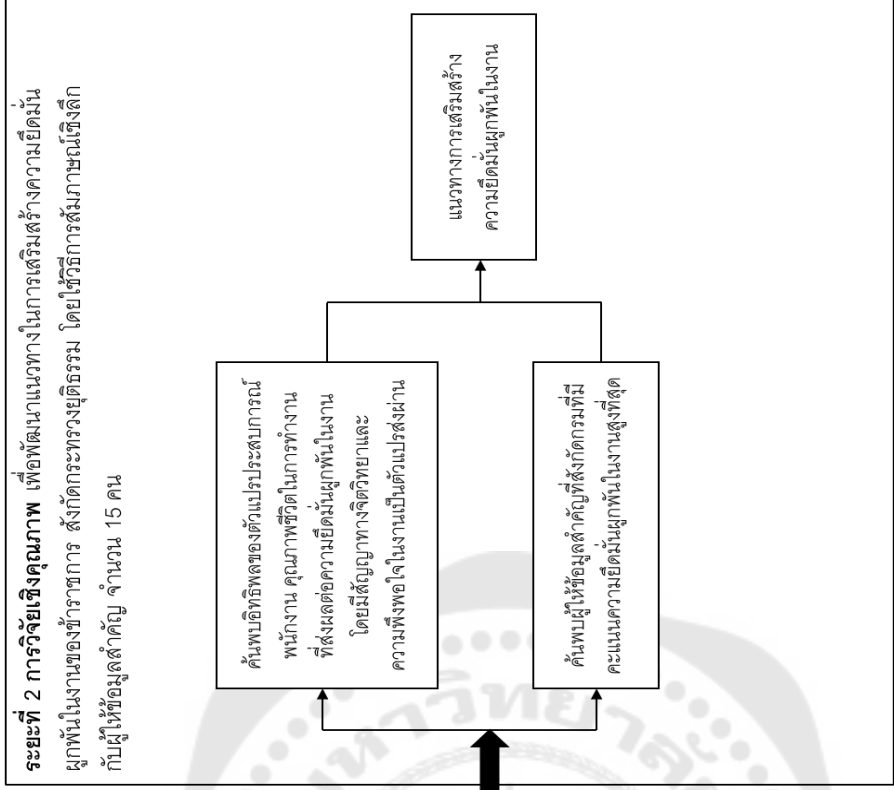 ระยะที่ 2 การวิจัยเชิงคุณภาพ เพื่อพัฒนาแนวทางในการเสริมสร้างความยึดมั่น
ผูกพันในงานของข้าราชการ สังกัดกระทรวงยุติธรรม โดยใช้วิธีการสัมภาษณ์เชิงลึก
กับผู้ให้ข้อมูลสำคัญ จำนวน 15 คน
ค้นพบอิทธิพลของตัวแปรประสบการณ์
พนักงาน คุณภาพชีวิตในการทำงาน
ที่ส่งผลต่อความยึดมั่นผูกพันในงาน
โดยมีสัญญาทางจิตวิทยาและ
ความพึงพอใจในงานเป็นตัวแปรส่งผ่าน
ค้นพบผู้ให้ข้อมูลสำคัญที่สังกัดกรมที่มี
คะแนนความยึดมั่นผูกพันในงานสูงที่สุด
แนวทางการเสริมสร้าง
ความยึดมั่นผูกพันในงาน